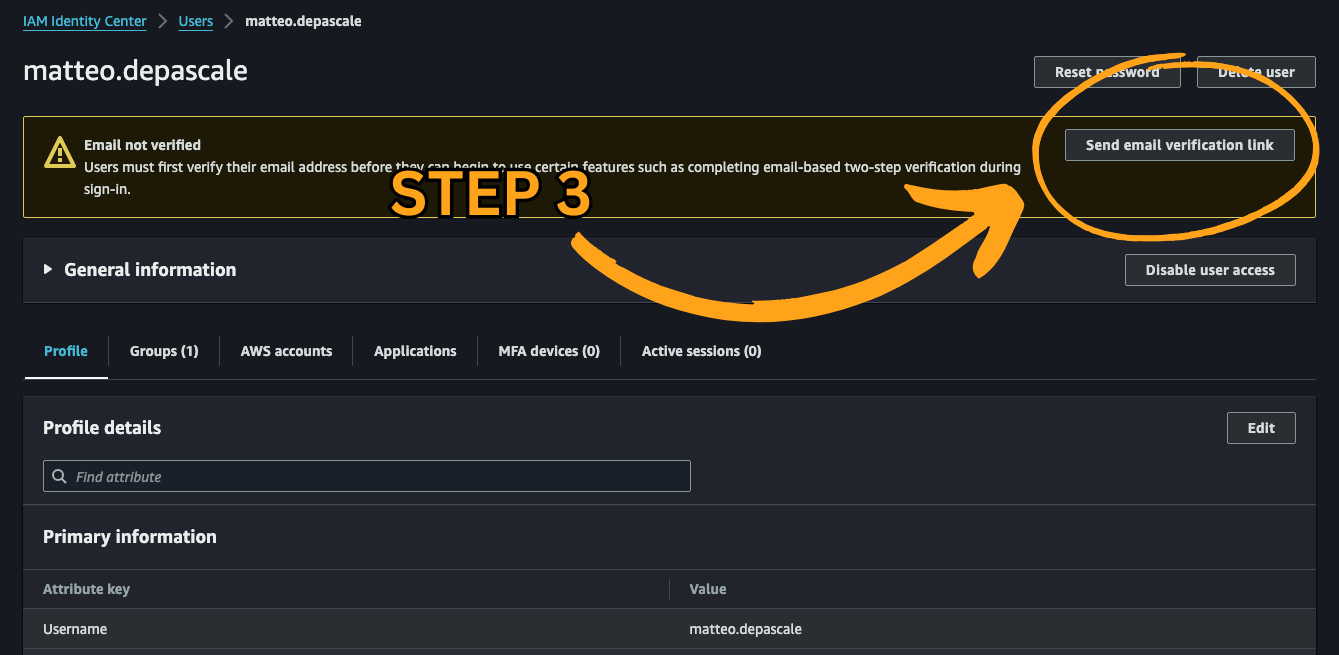 IAM Identity Center > Users > matteo.depascale
matteo.depascale
Reset password Delete user
Email not verified
Send email verification link
Users must first verify their email address before they can begin to use certain features such as completing email-based two-step verification during
sign-in.
STEP 3
General information
Disable user access
Profile Groups (1) AWS accounts Applications MFA devices (0) Active sessions (0)
Profile details
Edit
Find attribute
Primary information
Attribute key Value
Username matteo.depascale